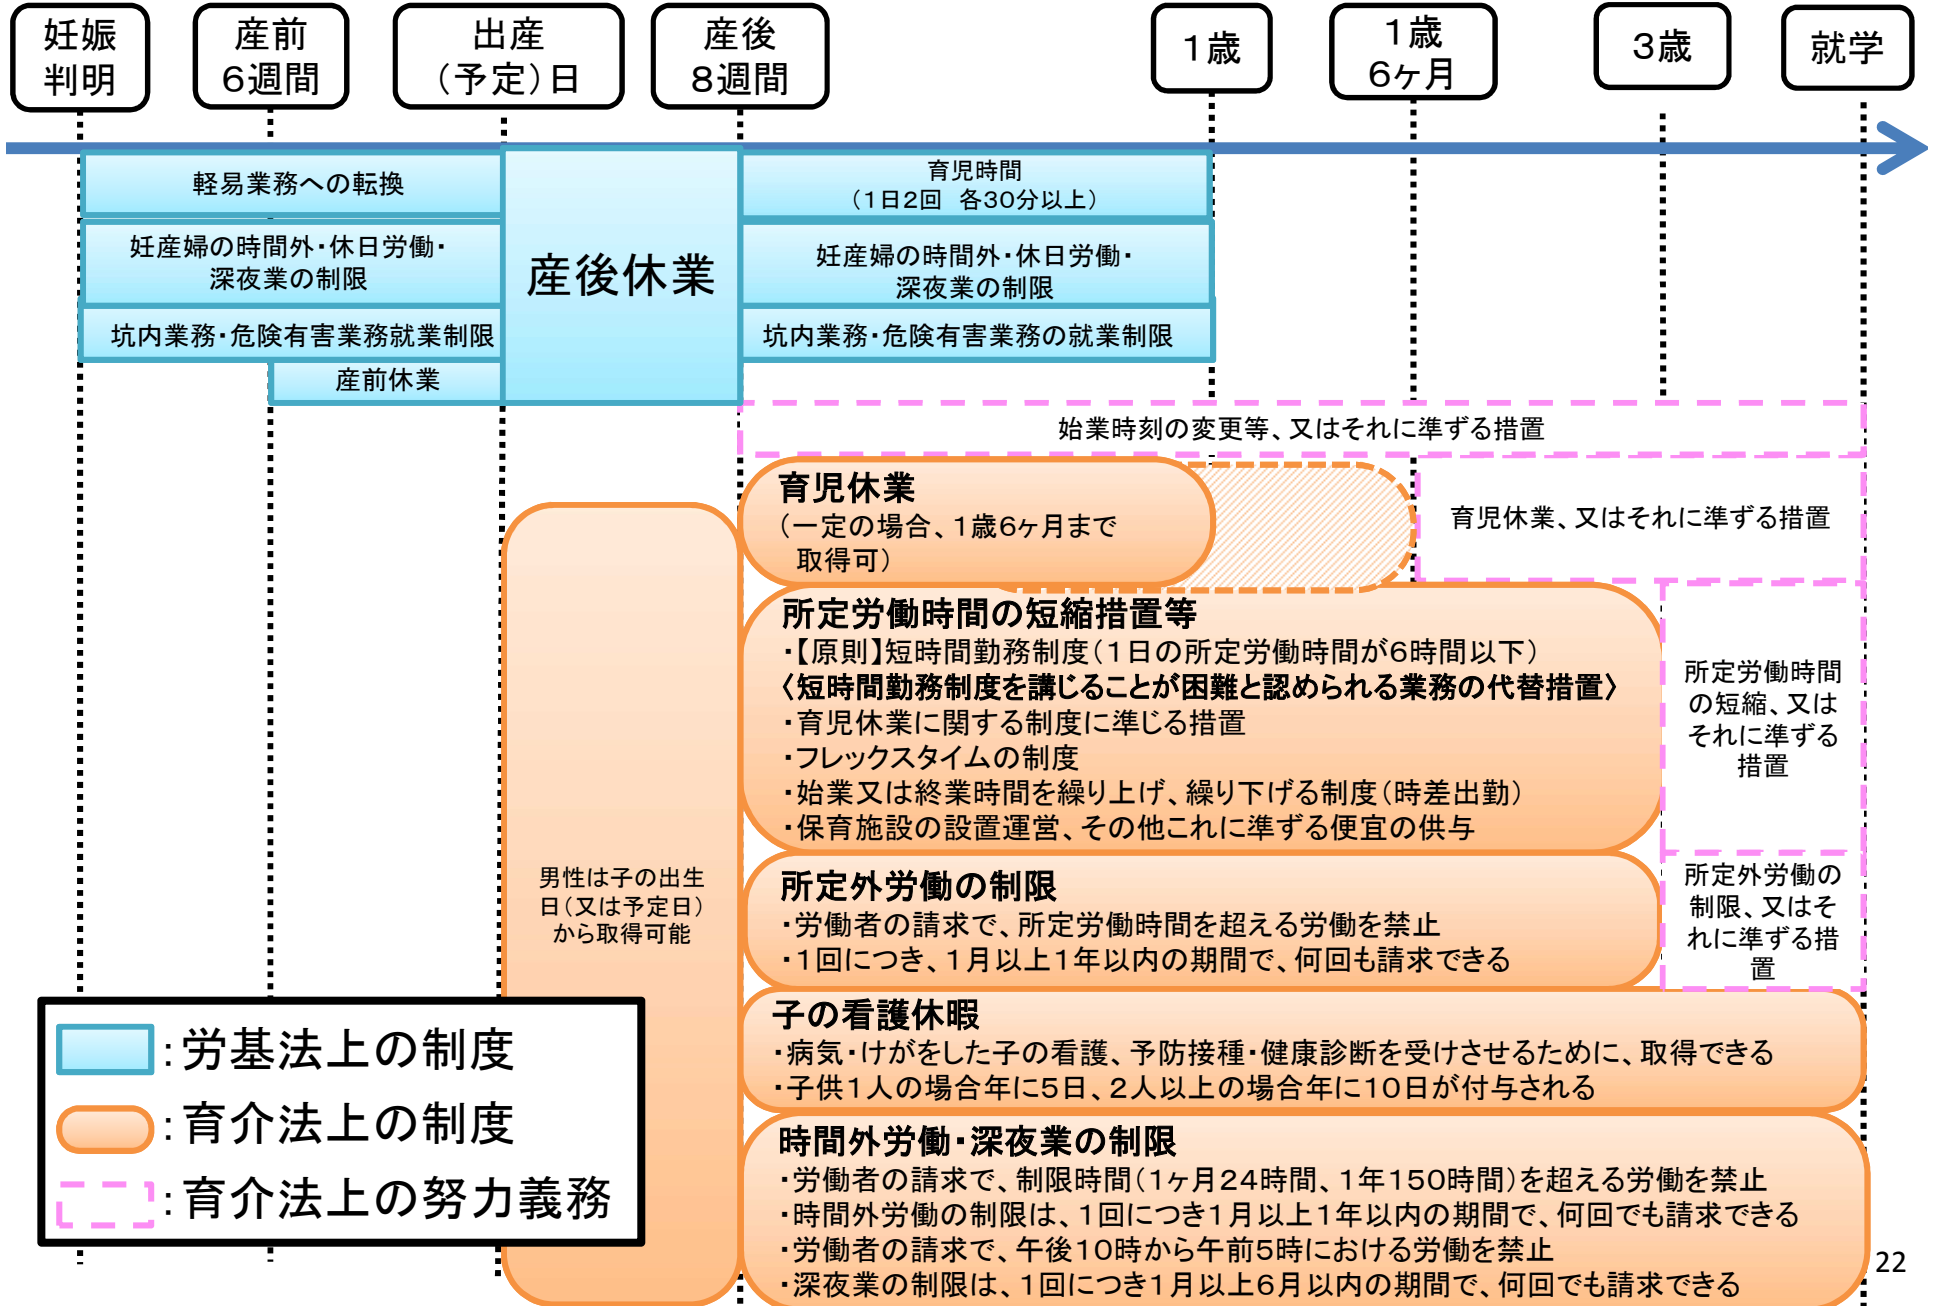 妊娠
判明
産前
6週間
出産
(予定)日
産後
8週間
1歳
1歳
6ヶ月
3歳
就学
軽易業務への転換
育児時間
(1日2回 各30分以上)
妊産婦の時間外・休日労働・
深夜業の制限
産後休業
妊産婦の時間外・休日労働・
深夜業の制限
坑内業務・危険有害業務就業制限
坑内業務・危険有害業務の就業制限
産前休業
始業時刻の変更等、又はそれに準ずる措置
育児休業
(一定の場合、1歳6ヶ月まで
取得可)
育児休業、又はそれに準ずる措置
所定労働時間の短縮措置等
・【原則】短時間勤務制度(1日の所定労働時間が6時間以下)
〈短時間勤務制度を講じることが困難と認められる業務の代替措置〉
・育児休業に関する制度に準じる措置
・フレックスタイムの制度
・始業又は終業時間を繰り上げ、繰り下げる制度(時差出勤)
・保育施設の設置運営、その他これに準ずる便宜の供与
所定労働時間
の短縮、又は
それに準ずる
措置
男性は子の出生
日(又は予定日)
から取得可能
所定外労働の制限
・労働者の請求で、所定労働時間を超える労働を禁止
・1回につき、1月以上1年以内の期間で、何回も請求できる
所定外労働の
制限、又はそ
れに準ずる措
置
子の看護休暇
・病気・けがをした子の看護、予防接種・健康診断を受けさせるために、取得できる
・子供1人の場合年に5日、2人以上の場合年に10日が付与される
時間外労働・深夜業の制限
・労働者の請求で、制限時間(1ヶ月24時間、1年150時間)を超える労働を禁止
・時間外労働の制限は、1回につき1月以上1年以内の期間で、何回でも請求できる
・労働者の請求で、午後10時から午前5時における労働を禁止
・深夜業の制限は、1回につき1月以上6月以内の期間で、何回でも請求できる
:労基法上の制度
:育介法上の制度
:育介法上の努力義務
22